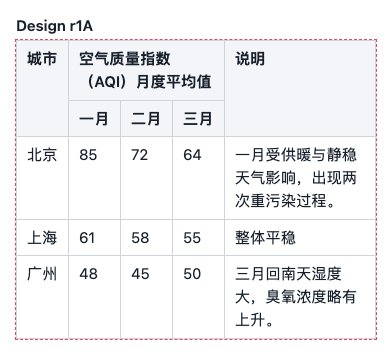 Design r1A
城市
空气质量指数
（AQI）月度平均值
说明
一月 二月 三月
北京 85 72 64 一月受供暖与静稳
天气影响，出现两
次重污染过程。
上海 61 58 55 整体平稳
广州 48 45 50 三月回南天湿度
大，臭氧浓度略有
上升。